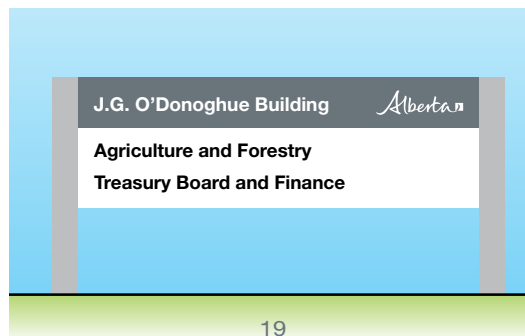 J.G. O’Donoghue Building Alberta
Agriculture and Forestry
Treasury Board and Finance
19